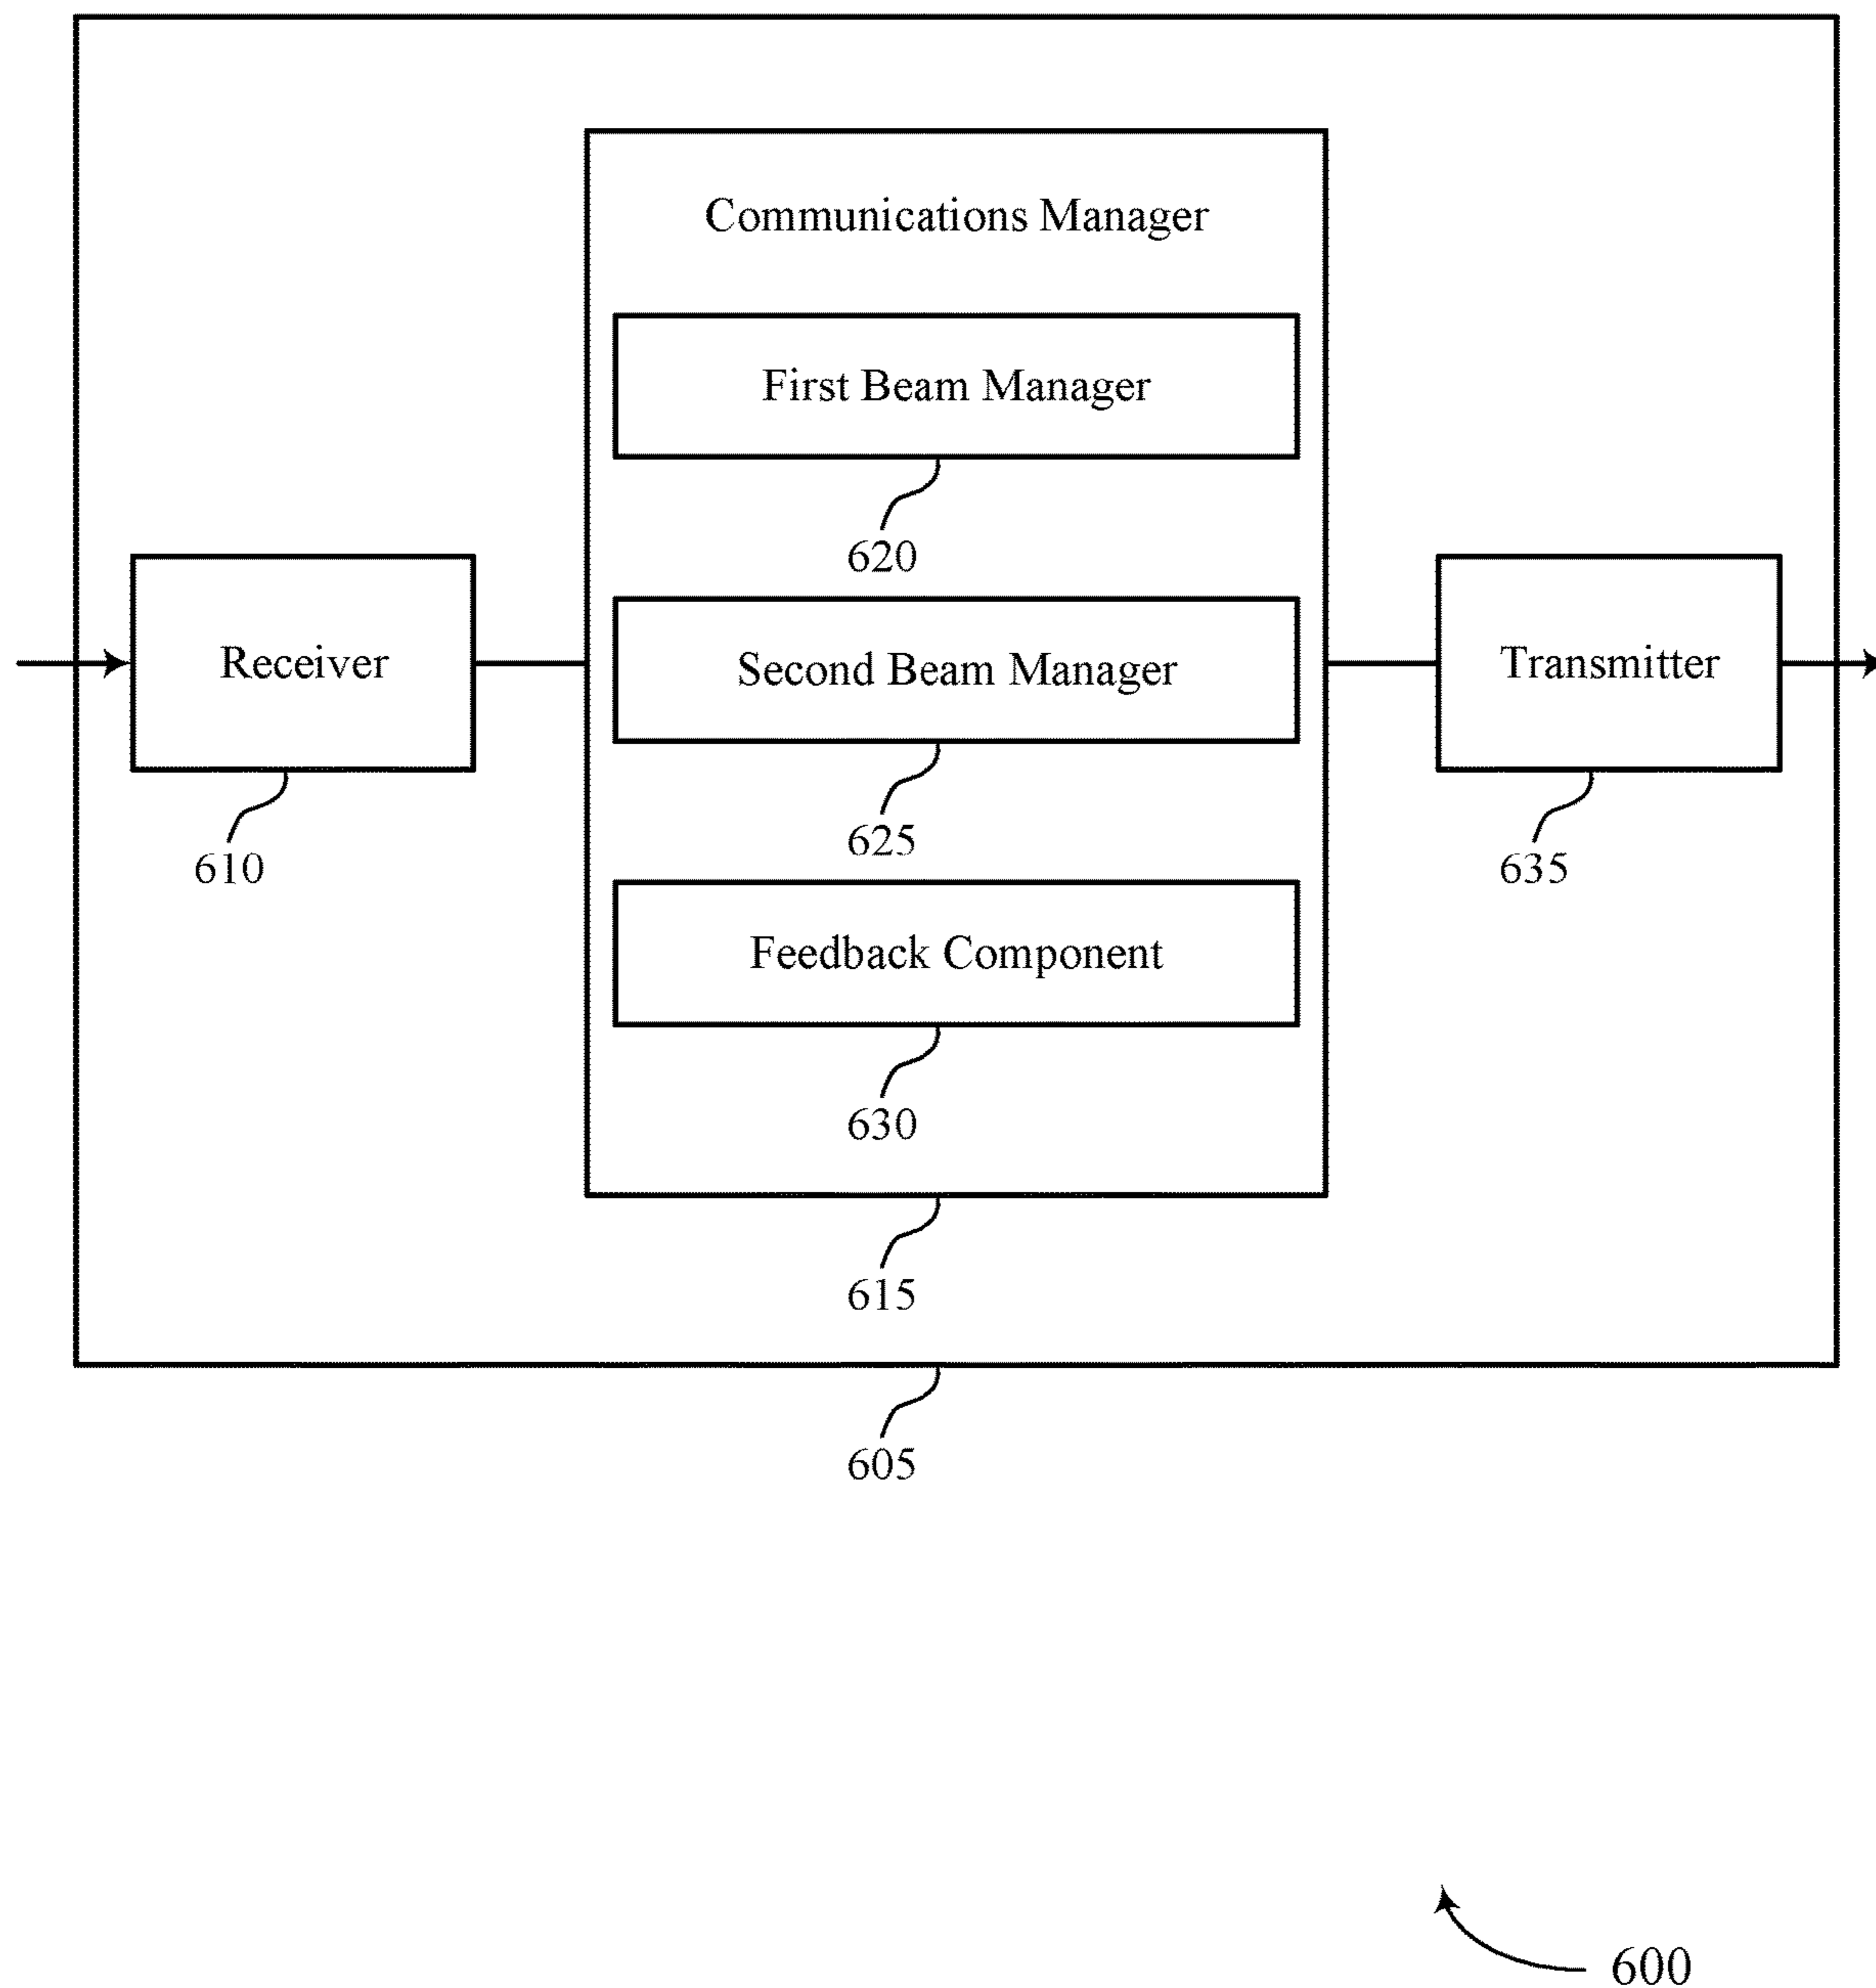 Communications Manager
First Beam Manager
620
Receiver
Second Beam Manager
Transmitter
610
625
635
Feedback Component
630
615
605
600